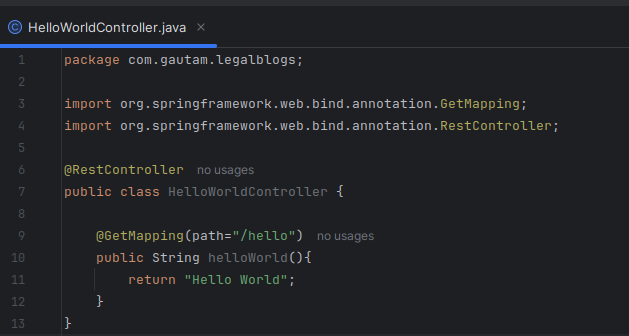 HelloWorldController.java
1 package com.gautam.legalblogs;
2
3 import org.springframework.web.bind.annotation.GetMapping;
4 import org.springframework.web.bind.annotation.RestController;
5
6 @RestController no usages
7 public class HelloWorldController {
8
9 @GetMapping(path="/hello") no usages
10 public String helloWorld(){
11 return "Hello World";
12 }
13 }